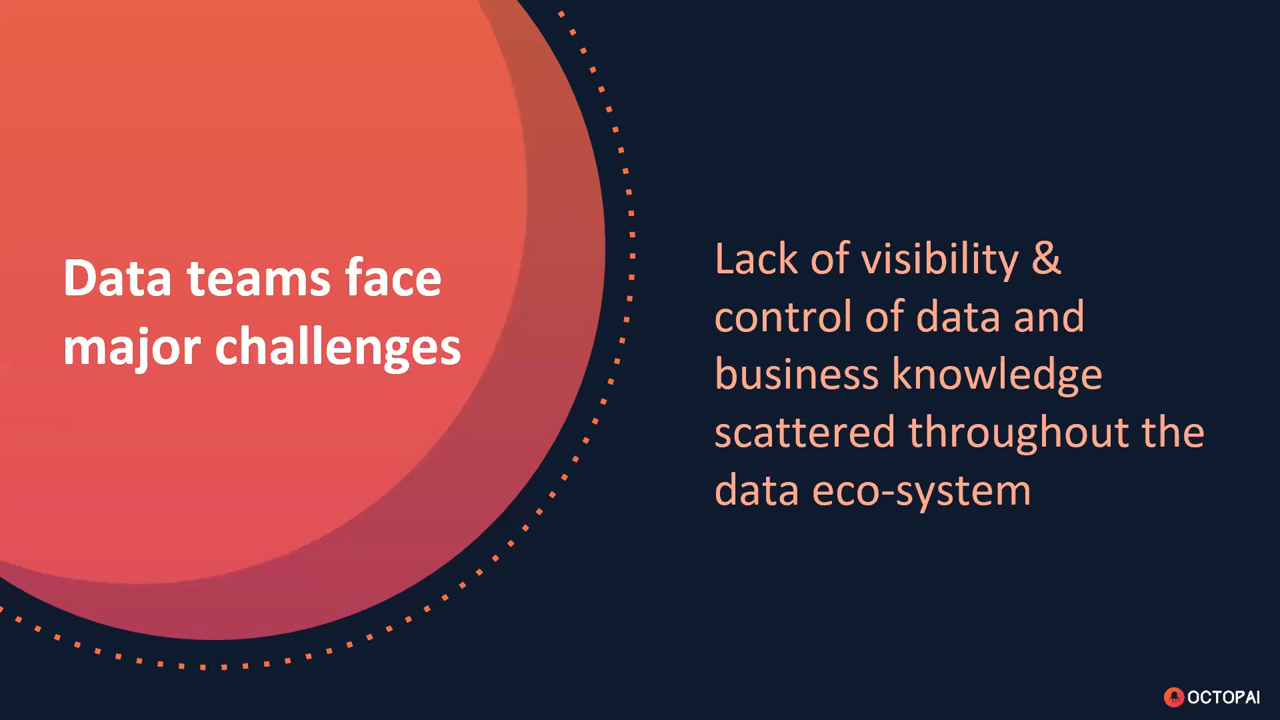 Data teams face
major challenges
Lack of visibility &
control of data and
business knowledge
scattered throughout the
data eco-system
OCTOPAI